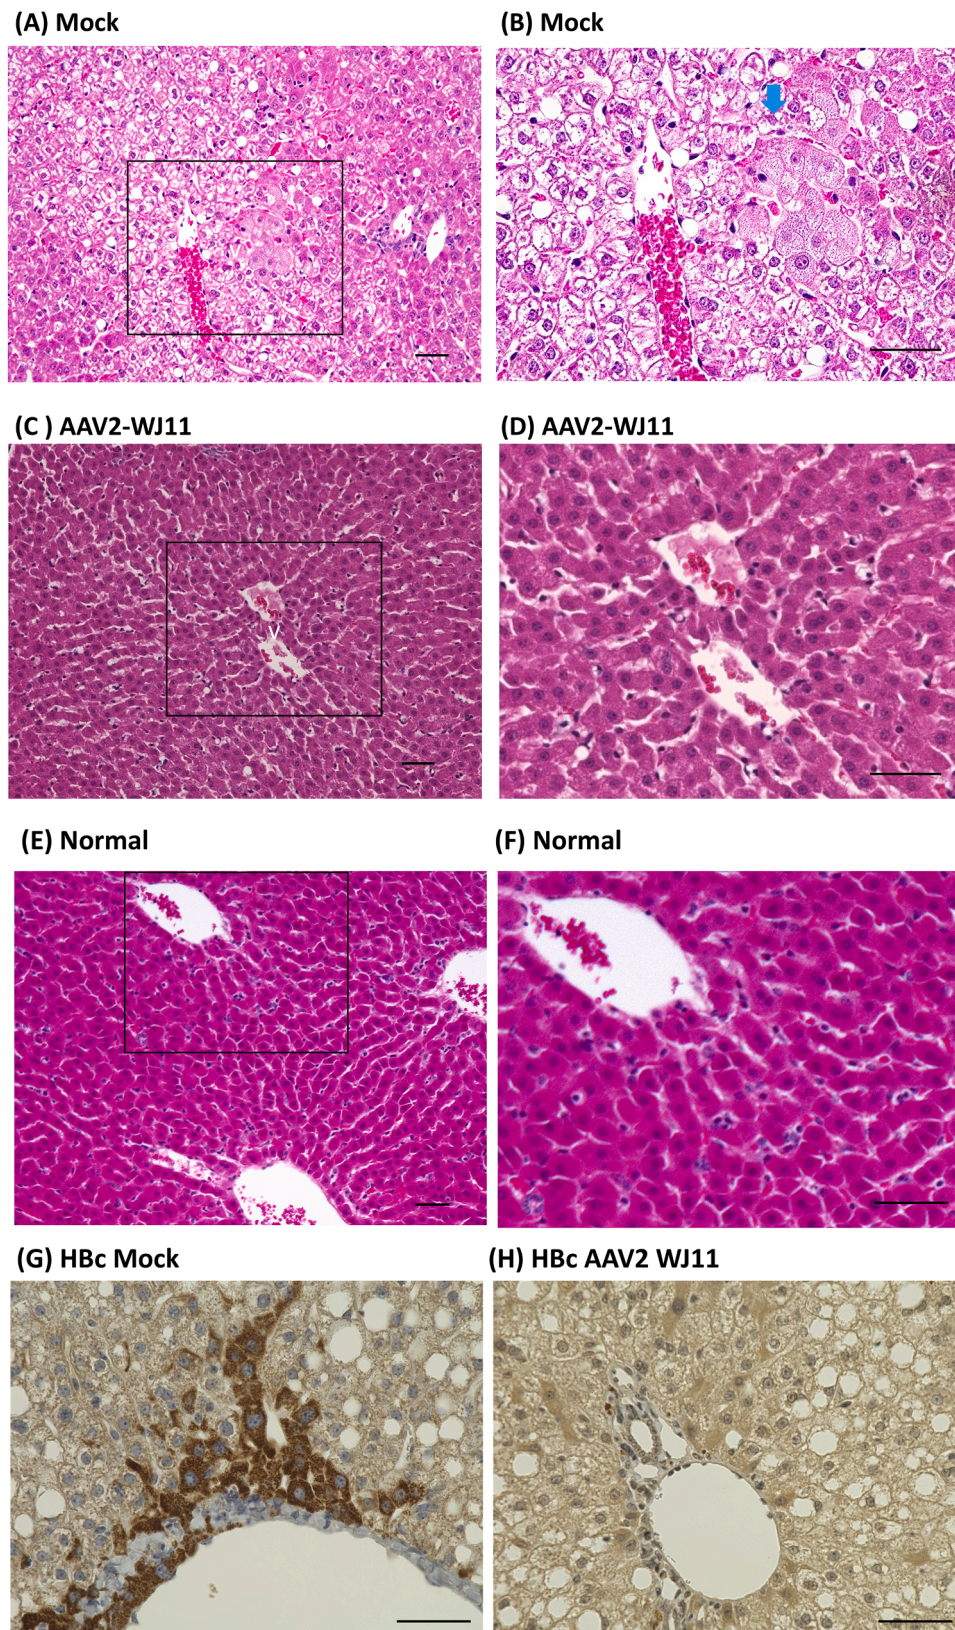 (A) Mock
(B) Mock
(C ) AAV2-WJ11
(D) AAV2-WJ11
V
(E) Normal
(F) Normal
(G) HBc Mock
(H) HBc AAV2 WJ11